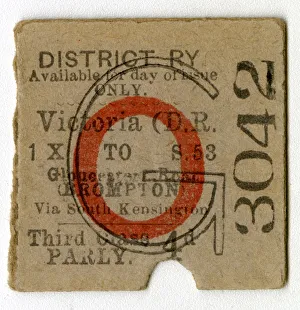 DISTRICT RY
Available for day of issue
ONLY.
Victoria (D.R.
1 X TO S.53
Gloucester Road
BROMPTON
Via South Kensington
Third Class 4d
PARLY.
3042
G
O